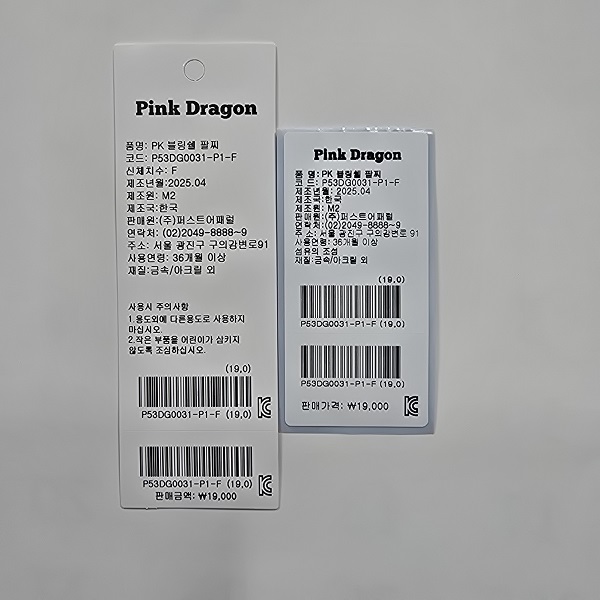 Pink Dragon
품명: PK 블링쉘 팔찌
코드: P53DG0031-P1-F
신체치수: F
제조년월:2025.04
제조원: M2
제조국:한국
판매원:(주)퍼스트어패럴
연락처:(02)2049-8888~9
주소: 서울 광진구 구의강변로91
사용연령: 36개월 이상
재질:금속/아크릴 외
사용시 주의사항
1.용도외에 다른용도로 사용하지
마십시오.
2.작은 부품을 어린이가 삼키지
않도록 조심하십시오.
(19.0)
P53DG0031-P1-F (19.0)
P53DG0031-P1-F (19.0)
판매금액: ₩19,000
Pink Dragon
품명: PK 블링쉘 팔찌
코드: P53DG0031-P1-F
제조년월: 2025.04
제조국:한국
제조원: M2
판매원:(주)퍼스트어패럴
연락처:(02)2049-8888~9
주소: 서울 광진구 구의강변로 91
사용연령: 36개월 이상
섬유의 조성
재질:금속/아크릴 외
(19.0)
P53DG0031-P1-F (19.0)
P53DG0031-P1-F (19.0)
판매가격: ₩19,000